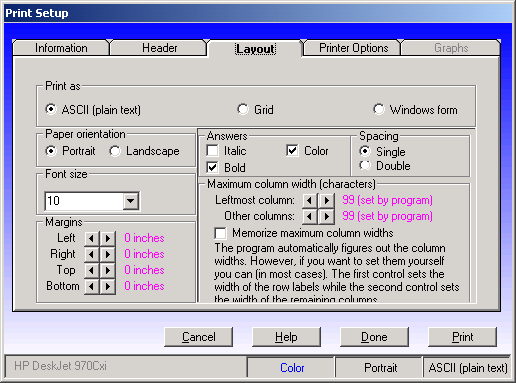 Print Setup
Information Header Layout Printer Options Graphs
Print as
ASCII (plain text) Grid Windows form
Paper orientation
Portrait Landscape
Answers
Italic Color
Bold
Spacing
Single
Double
Font size
10
Margins
Left 0 inches
Right 0 inches
Top 0 inches
Bottom 0 inches
Maximum column width (characters)
Leftmost column: 99 (set by program)
Other columns: 99 (set by program)
Memorize maximum column widths
The program automatically figures out the column
widths. However, if you want to set them yourself
you can (in most cases). The first control sets the
width of the row labels while the second control sets
the width of the remaining columns.
Cancel Help Done Print
HP DeskJet 970Cxi Color Portrait ASCII (plain text)